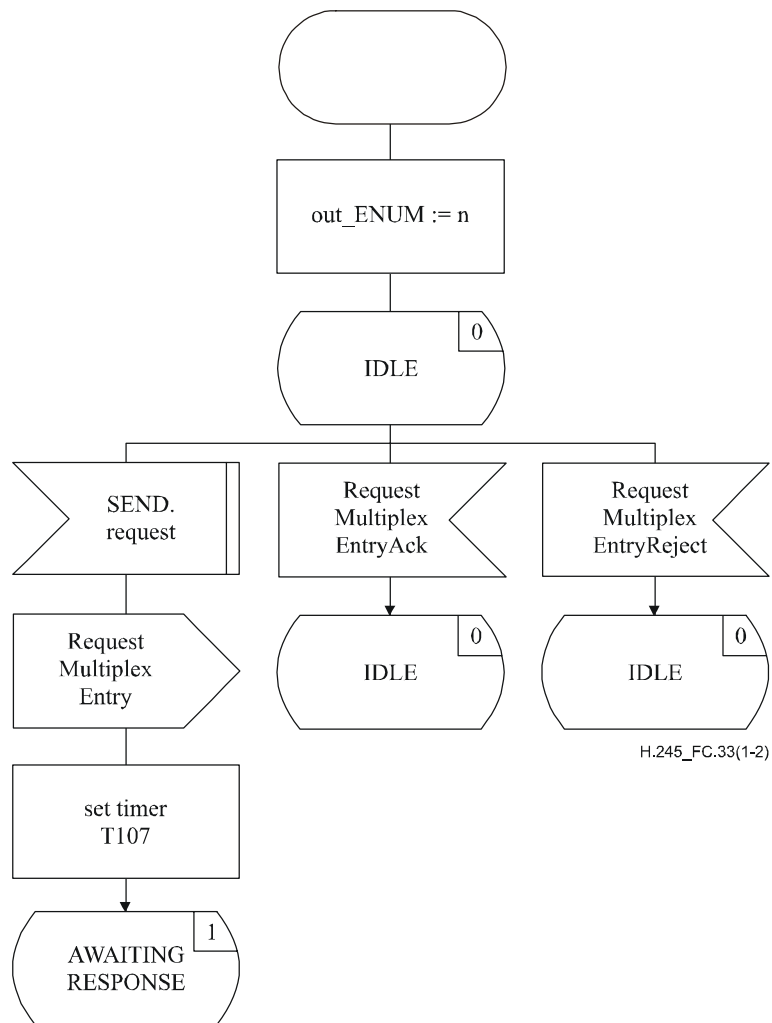 out_ENUM := n
0
IDLE
SEND.
request
Request
Multiplex
EntryAck
Request
Multiplex
EntryReject
Request
Multiplex
Entry
0
IDLE
0
IDLE
H.245_FC.33(1-2)
set timer
T107
1
AWAITING
RESPONSE